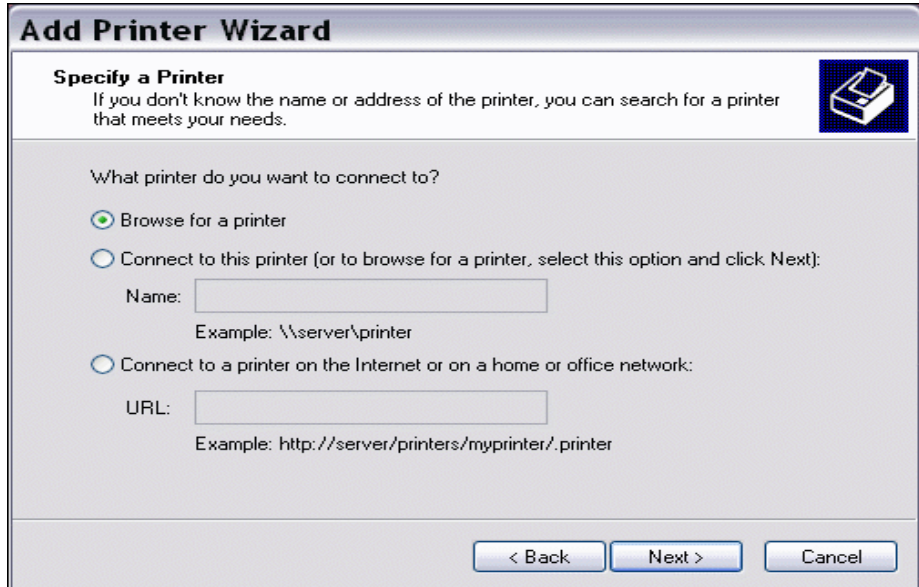 Add Printer Wizard
Specify a Printer
If you don't know the name or address of the printer, you can search for a printer
that meets your needs.
What printer do you want to connect to?
Browse for a printer
Connect to this printer (or to browse for a printer, select this option and click Next):
Name:
Example: \\server\printer
Connect to a printer on the Internet or on a home or office network:
URL:
Example: http://server/printers/myprinter/.printer
< Back Next > Cancel